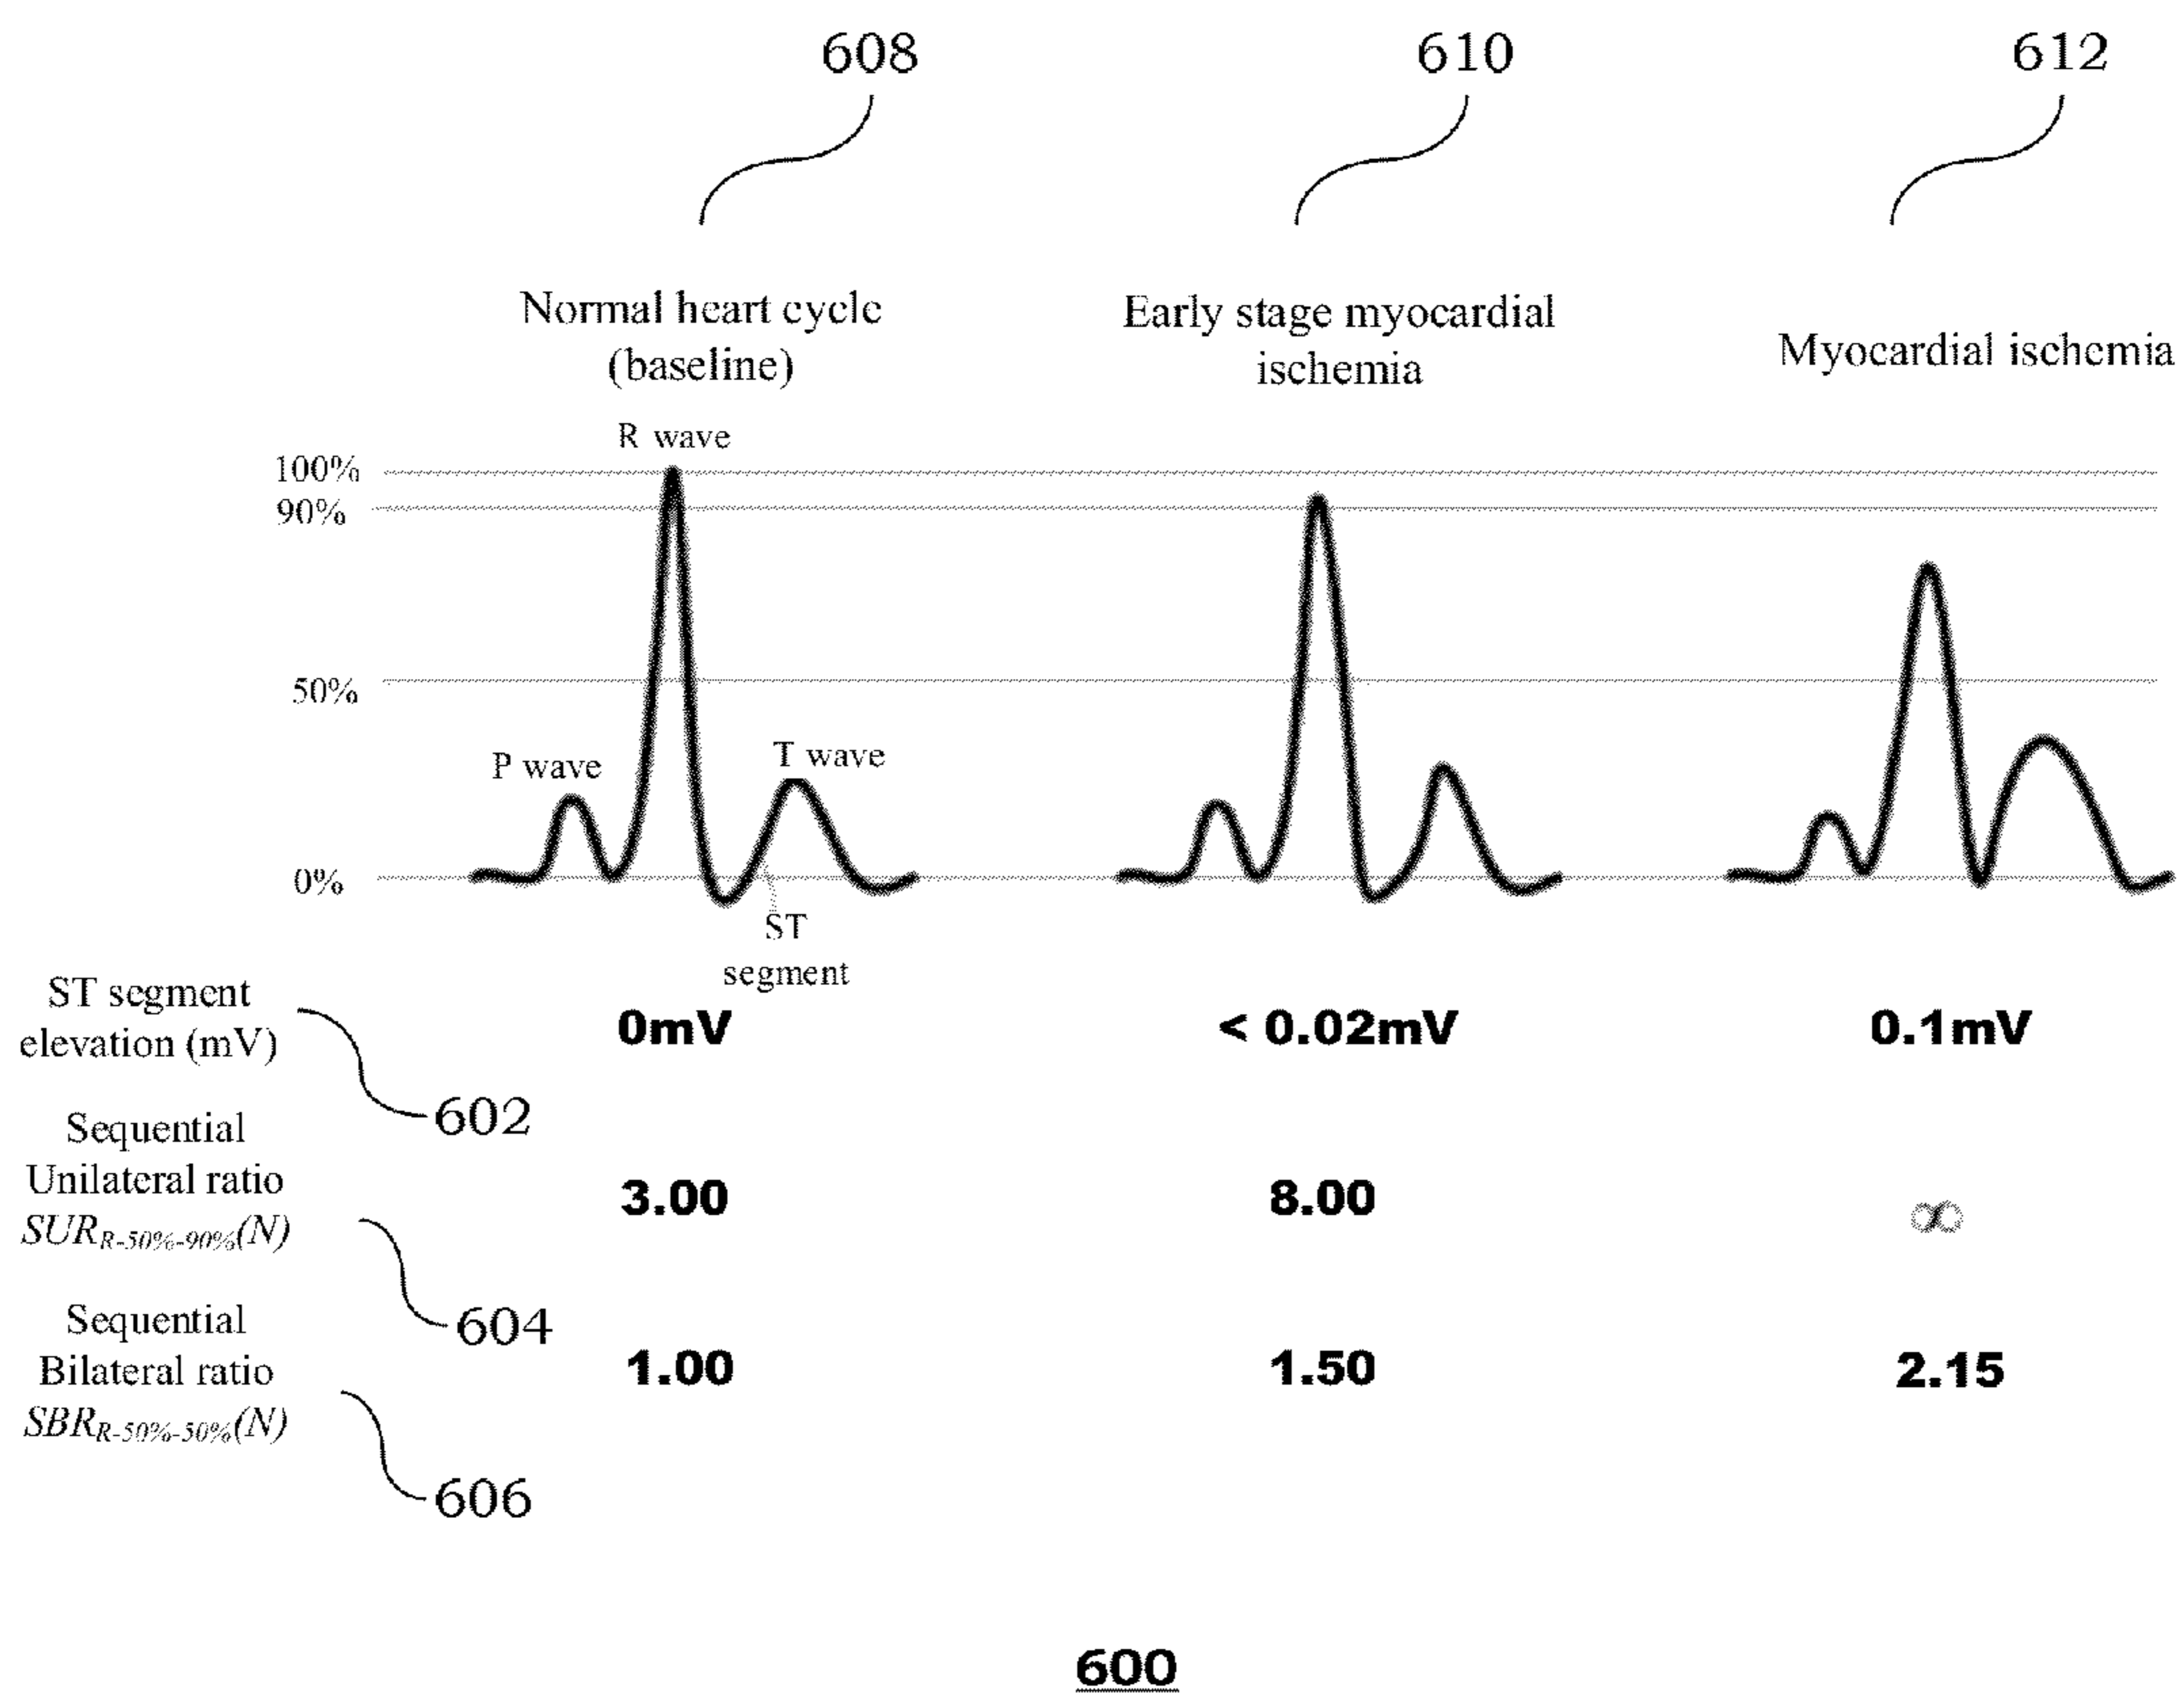 608
610
612
Normal heart cycle
(baseline)
Early stage myocardial
ischemia
Myocardial ischemia
R wave
100%
90%
50%
P wave
T wave
0%
ST
segment
ST segment
elevation (mV)
0mV
< 0.02mV
0.1mV
602
Sequential
Unilateral ratio
SURR-50%-90%(N)
3.00
8.00
∞
604
Sequential
Bilateral ratio
SBRR-50%-50%(N)
1.00
1.50
2.15
606
600